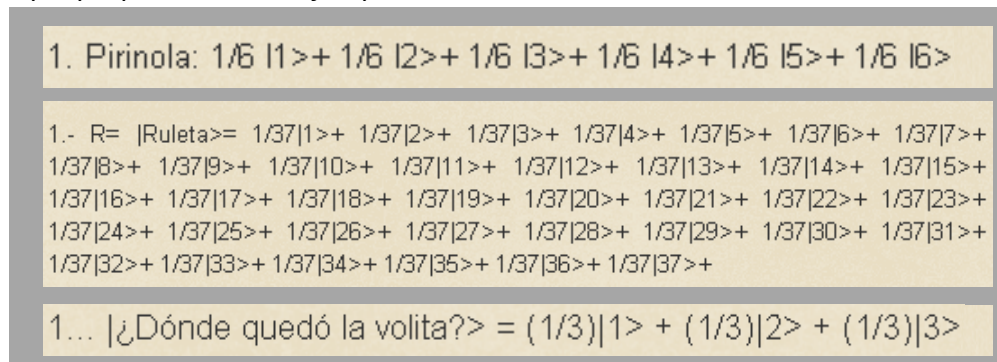 1. Pirinola: 1/6 I1>+ 1/6 I2>+ 1/6 I3>+ 1/6 I4>+ 1/6 I5>+ 1/6 I6>
1.- R= |Ruleta>= 1/37|1>+ 1/37|2>+ 1/37|3>+ 1/37|4>+ 1/37|5>+ 1/37|6>+ 1/37|7>+
1/37|8>+ 1/37|9>+ 1/37|10>+ 1/37|11>+ 1/37|12>+ 1/37|13>+ 1/37|14>+ 1/37|15>+
1/37|16>+ 1/37|17>+ 1/37|18>+ 1/37|19>+ 1/37|20>+ 1/37|21>+ 1/37|22>+ 1/37|23>+
1/37|24>+ 1/37|25>+ 1/37|26>+ 1/37|27>+ 1/37|28>+ 1/37|29>+ 1/37|30>+ 1/37|31>+
1/37|32>+ 1/37|33>+ 1/37|34>+ 1/37|35>+ 1/37|36>+ 1/37|37>+
1... |¿Dónde quedó la volita?> = (1/3)|1> + (1/3)|2> + (1/3)|3>